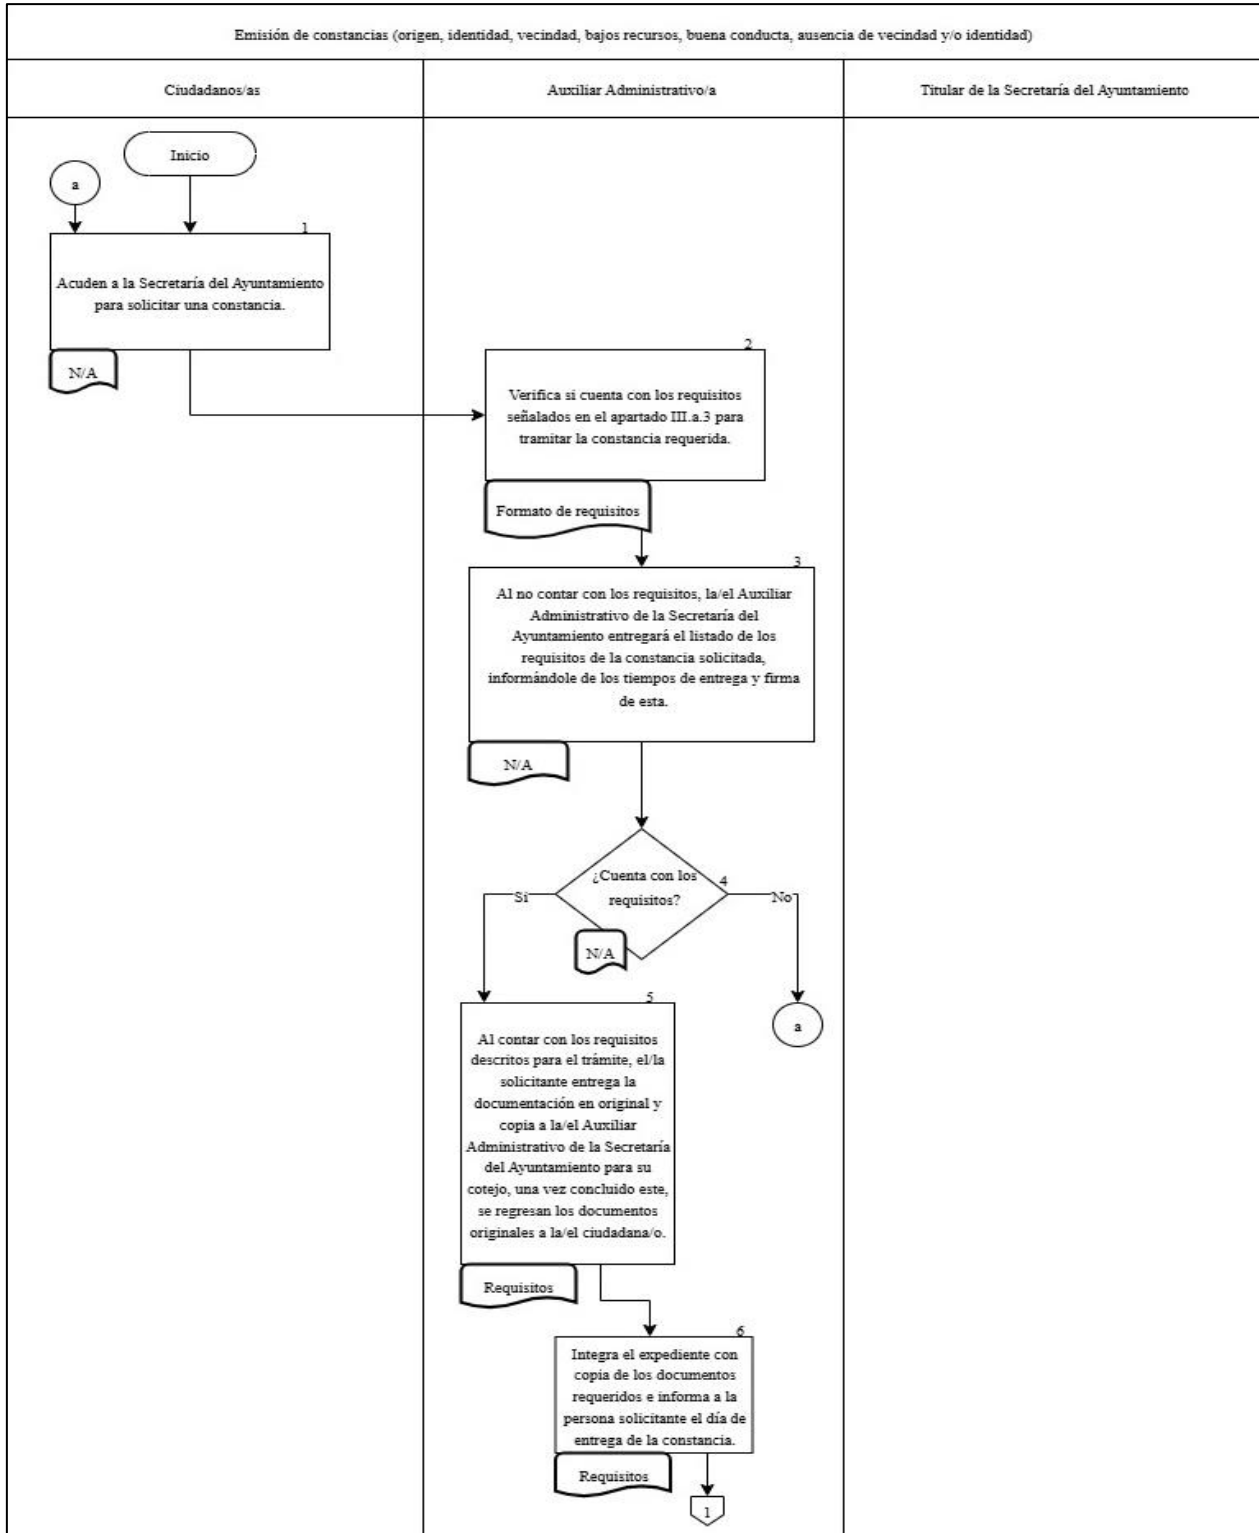 Emisión de constancias (origen, identidad, vecindad, bajos recursos, buena conducta, ausencia de vecindad y/o identidad)
Ciudadanos/as
Auxiliar Administrativo/a
Titular de la Secretaría del Ayuntamiento
Inicio
a
1
Acuden a la Secretaría del Ayuntamiento
para solicitar una constancia.
N/A
2
Verifica si cuenta con los requisitos
señalados en el apartado III.a.3 para
tramitar la constancia requerida.
Formato de requisitos
3
Al no contar con los requisitos, la/el Auxiliar
Administrativo de la Secretaría del
Ayuntamiento entregará el listado de los
requisitos de la constancia solicitada,
informándole de los tiempos de entrega y firma
de esta.
N/A
¿Cuenta con los
requisitos?
4
Si
No
N/A
a
5
Al contar con los requisitos
descritos para el trámite, el/la
solicitante entrega la
documentación en original y
copia a la/el Auxiliar
Administrativo de la Secretaría
del Ayuntamiento para su
cotejo, una vez concluido este,
se regresan los documentos
originales a la/el ciudadana/o.
Requisitos
6
Integra el expediente con
copia de los documentos
requeridos e informa a la
persona solicitante el día de
entrega de la constancia.
Requisitos
1